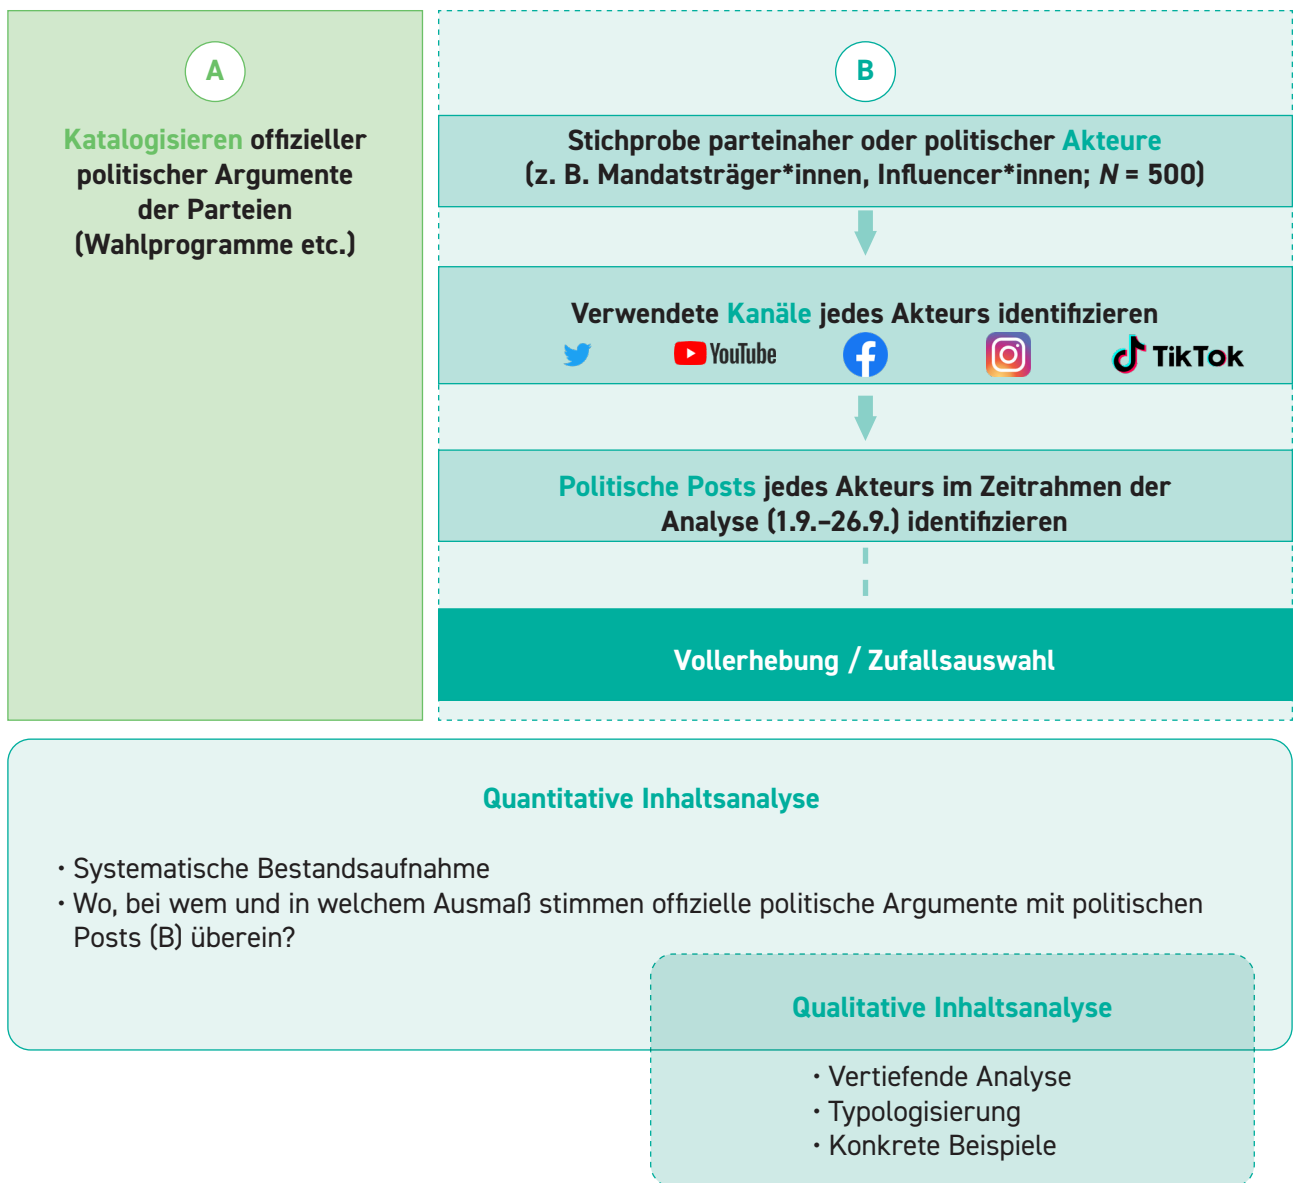 A
Katalogisieren offizieller
politischer Argumente
der Parteien
(Wahlprogramme etc.)
B
Stichprobe parteinaher oder politischer Akteure
(z. B. Mandatsträger*innen, Influencer*innen; N = 500)
Verwendete Kanäle jedes Akteurs identifizieren
YouTube
TikTok
Politische Posts jedes Akteurs im Zeitrahmen der
Analyse (1.9.–26.9.) identifizieren
Vollerhebung / Zufallsauswahl
Quantitative Inhaltsanalyse
· Systematische Bestandsaufnahme
· Wo, bei wem und in welchem Ausmaß stimmen offizielle politische Argumente mit politischen
Posts (B) überein?
Qualitative Inhaltsanalyse
· Vertiefende Analyse
· Typologisierung
· Konkrete Beispiele